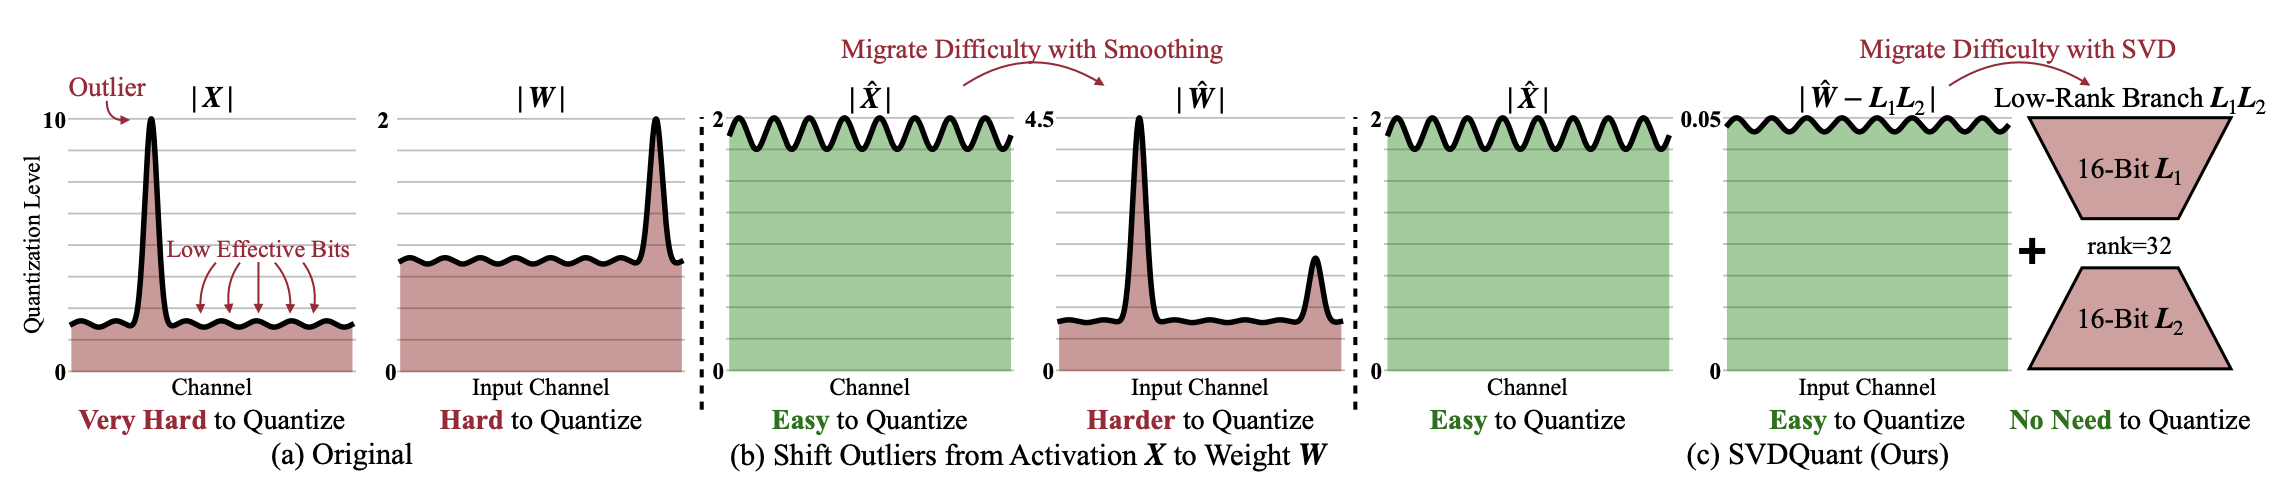 Migrate Difficulty with Smoothing
Migrate Difficulty with SVD
Outlier
|X|
|W|
|X̂|
|Ŵ|
|X̂|
|Ŵ − L₁L₂|
Low-Rank Branch L₁L₂
10
2
2
4.5
2
0.05
Quantization Level
Low Effective Bits
16-Bit L₁
+
rank=32
16-Bit L₂
0
0
0
0
0
0
Channel
Input Channel
Channel
Input Channel
Channel
Input Channel
Very Hard to Quantize
Hard to Quantize
Easy to Quantize
Harder to Quantize
Easy to Quantize
Easy to Quantize
No Need to Quantize
(a) Original
(b) Shift Outliers from Activation X to Weight W
(c) SVDQuant (Ours)